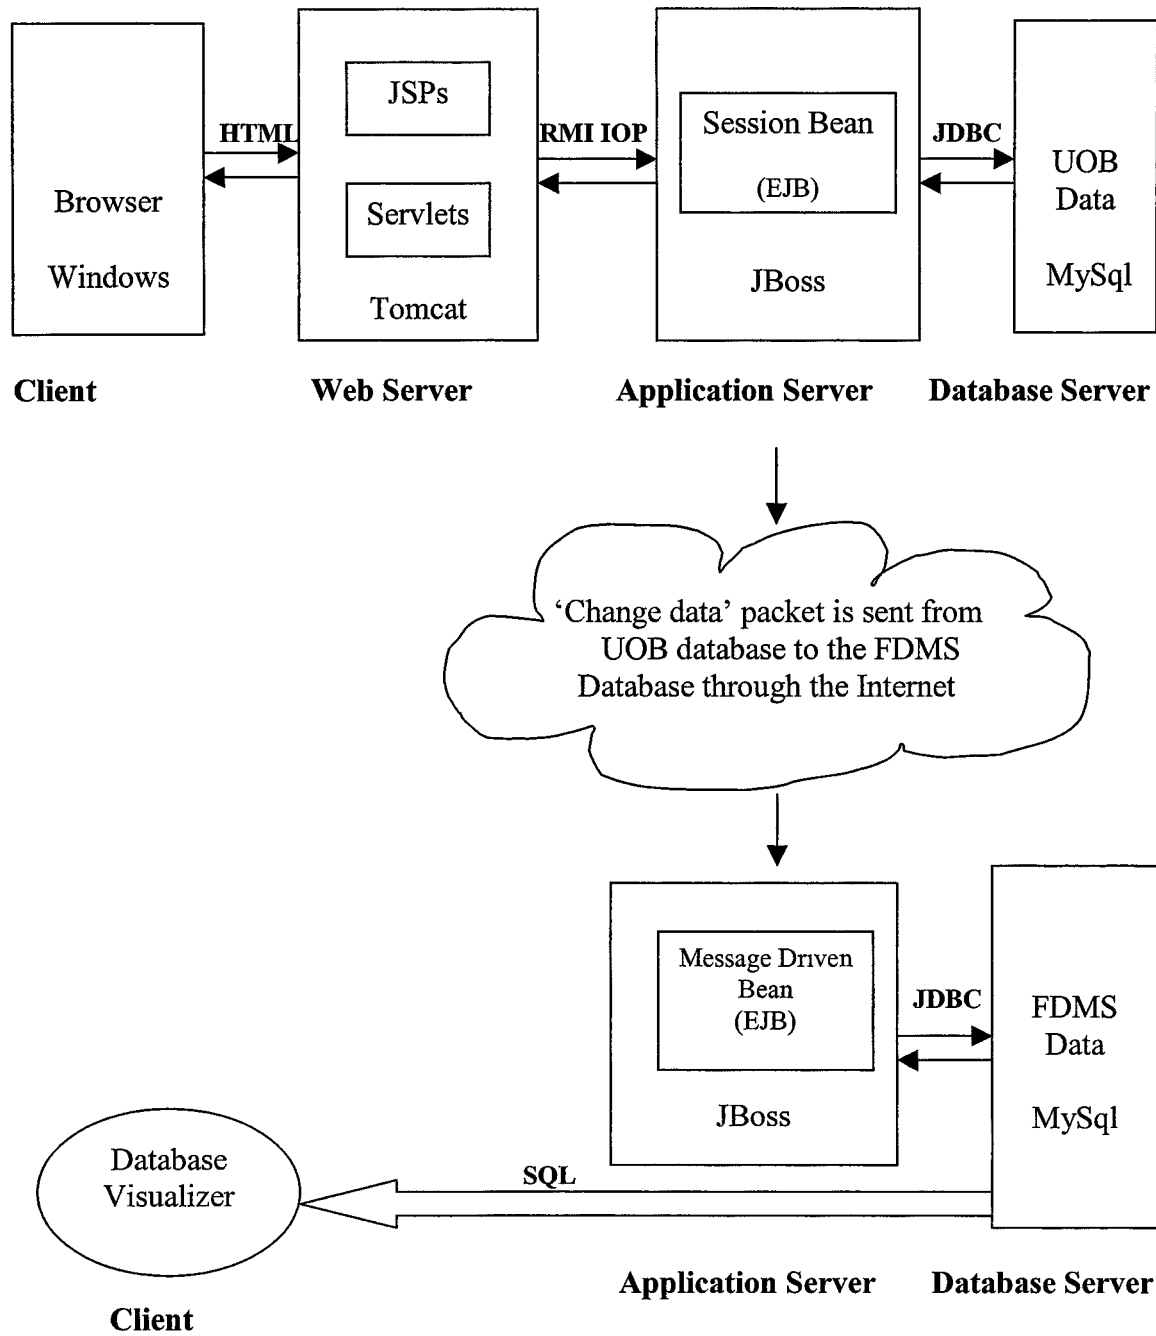 JSPs
HTML
Servlets
Browser
Windows
Tomcat
RMI IOP
Session Bean
(EJB)
JBoss
JDBC
UOB
Data
MySql
Client
Web Server
Application Server
Database Server
‘Change data’ packet is sent from
UOB database to the FDMS
Database through the Internet
Message Driven
Bean
(EJB)
JBoss
JDBC
FDMS
Data
MySql
Database
Visualizer
SQL
Application Server
Database Server
Client